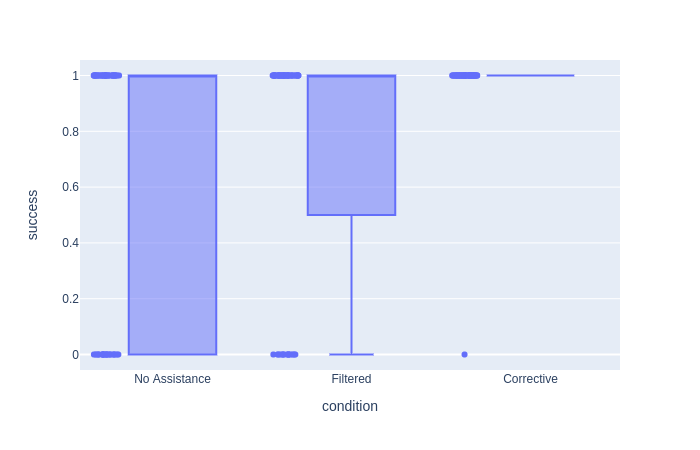 1
0.8
0.6
0.4
0.2
0
success
No Assistance
Filtered
Corrective
condition